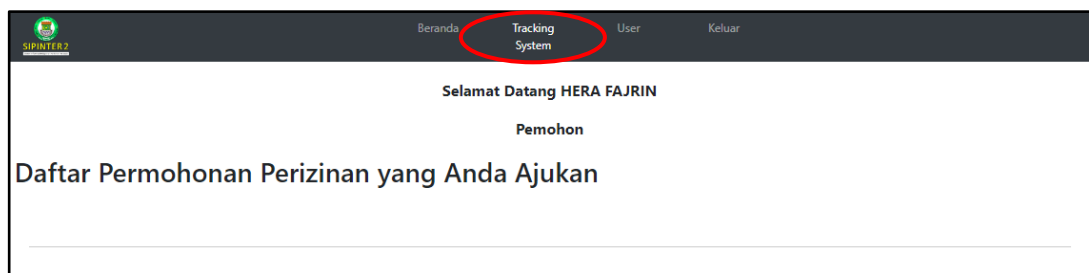 SIPINTER 2
Beranda
Tracking
System
User
Keluar
Selamat Datang HERA FAJRIN
Pemohon
Daftar Permohonan Perizinan yang Anda Ajukan